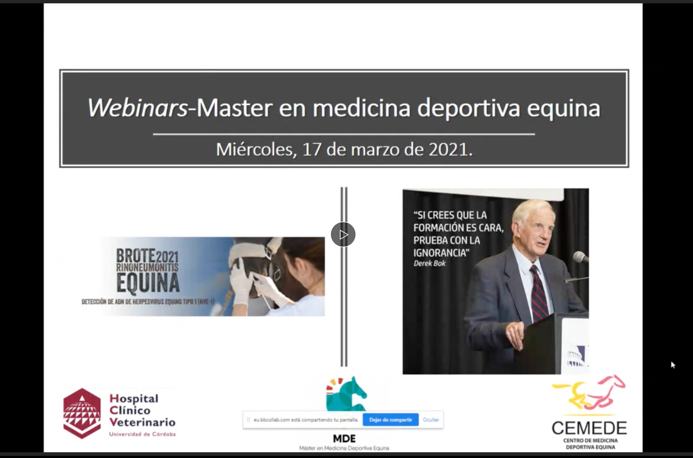 Webinars-Master en medicina deportiva equina
Miércoles, 17 de marzo de 2021.
BROTE 2021
RINONEUMONITIS
EQUINA
DETECCIÓN DE ADN DE HERPESVIRUS EQUINO TIPO 1 (HVE-1)
"SI CREES QUE LA
FORMACIÓN ES CARA,
PRUEBA CON LA
IGNORANCIA"
Derek Bok
Hospital
Clínico
Veterinario
Universidad de Córdoba
eu.bbcollab.com está compartiendo tu pantalla.
Dejar de compartir
Ocultar
MDE
Máster en Medicina Deportiva Equina
CEMEDE
CENTRO DE MEDICINA
DEPORTIVA EQUINA